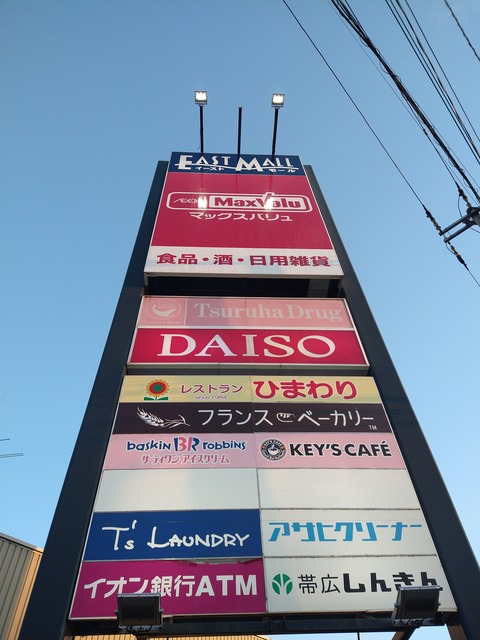 EAST MALL
イースト モール
AEON MaxValu
マックスバリュ
食品・酒・日用雑貨
Tsuruha Drug
DAISO
レストラン ひまわり
since 1984
フランスベーカリー
TM
baskin BR robbins
サーティワン アイスクリーム
KEY'S CAFÉ
T's LAUNDRY
アサヒクリーナー
イオン銀行ATM
帯広しんきん